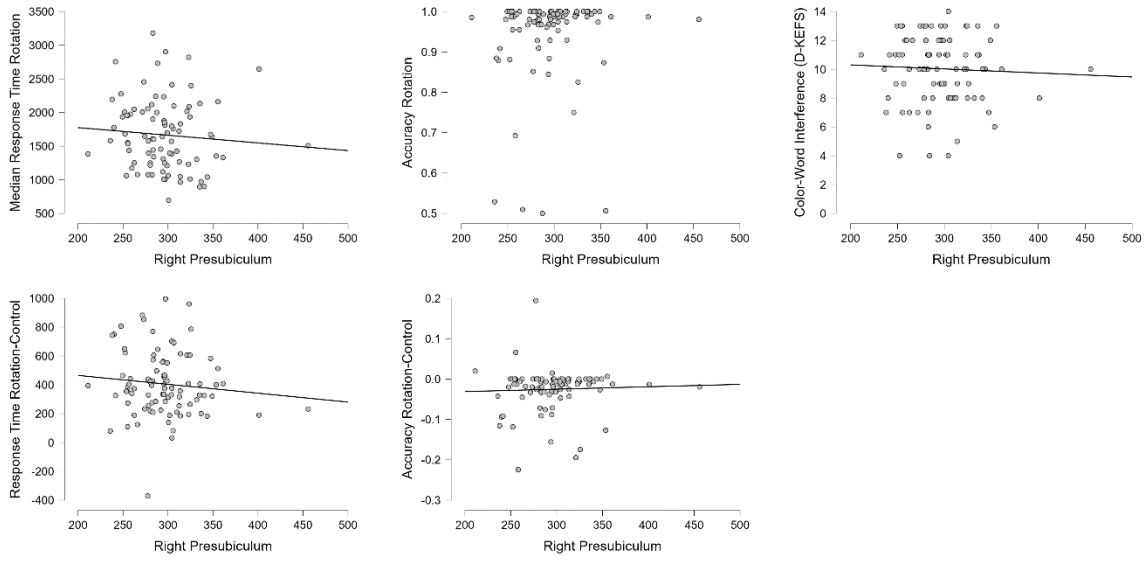 Median Response Time Rotation
3500
3000
2500
2000
1500
1000
500
200 250 300 350 400 450 500
Right Presubiculum
Accuracy Rotation
1.0
0.9
0.8
0.7
0.6
0.5
200 250 300 350 400 450 500
Right Presubiculum
Color-Word Interference (D-KEFS)
14
12
10
8
6
4
2
0
200 250 300 350 400 450 500
Right Presubiculum
Response Time Rotation-Control
1000
800
600
400
200
0
-200
-400
200 250 300 350 400 450 500
Right Presubiculum
Accuracy Rotation-Control
0.2
0.1
0.0
-0.1
-0.2
-0.3
200 250 300 350 400 450 500
Right Presubiculum